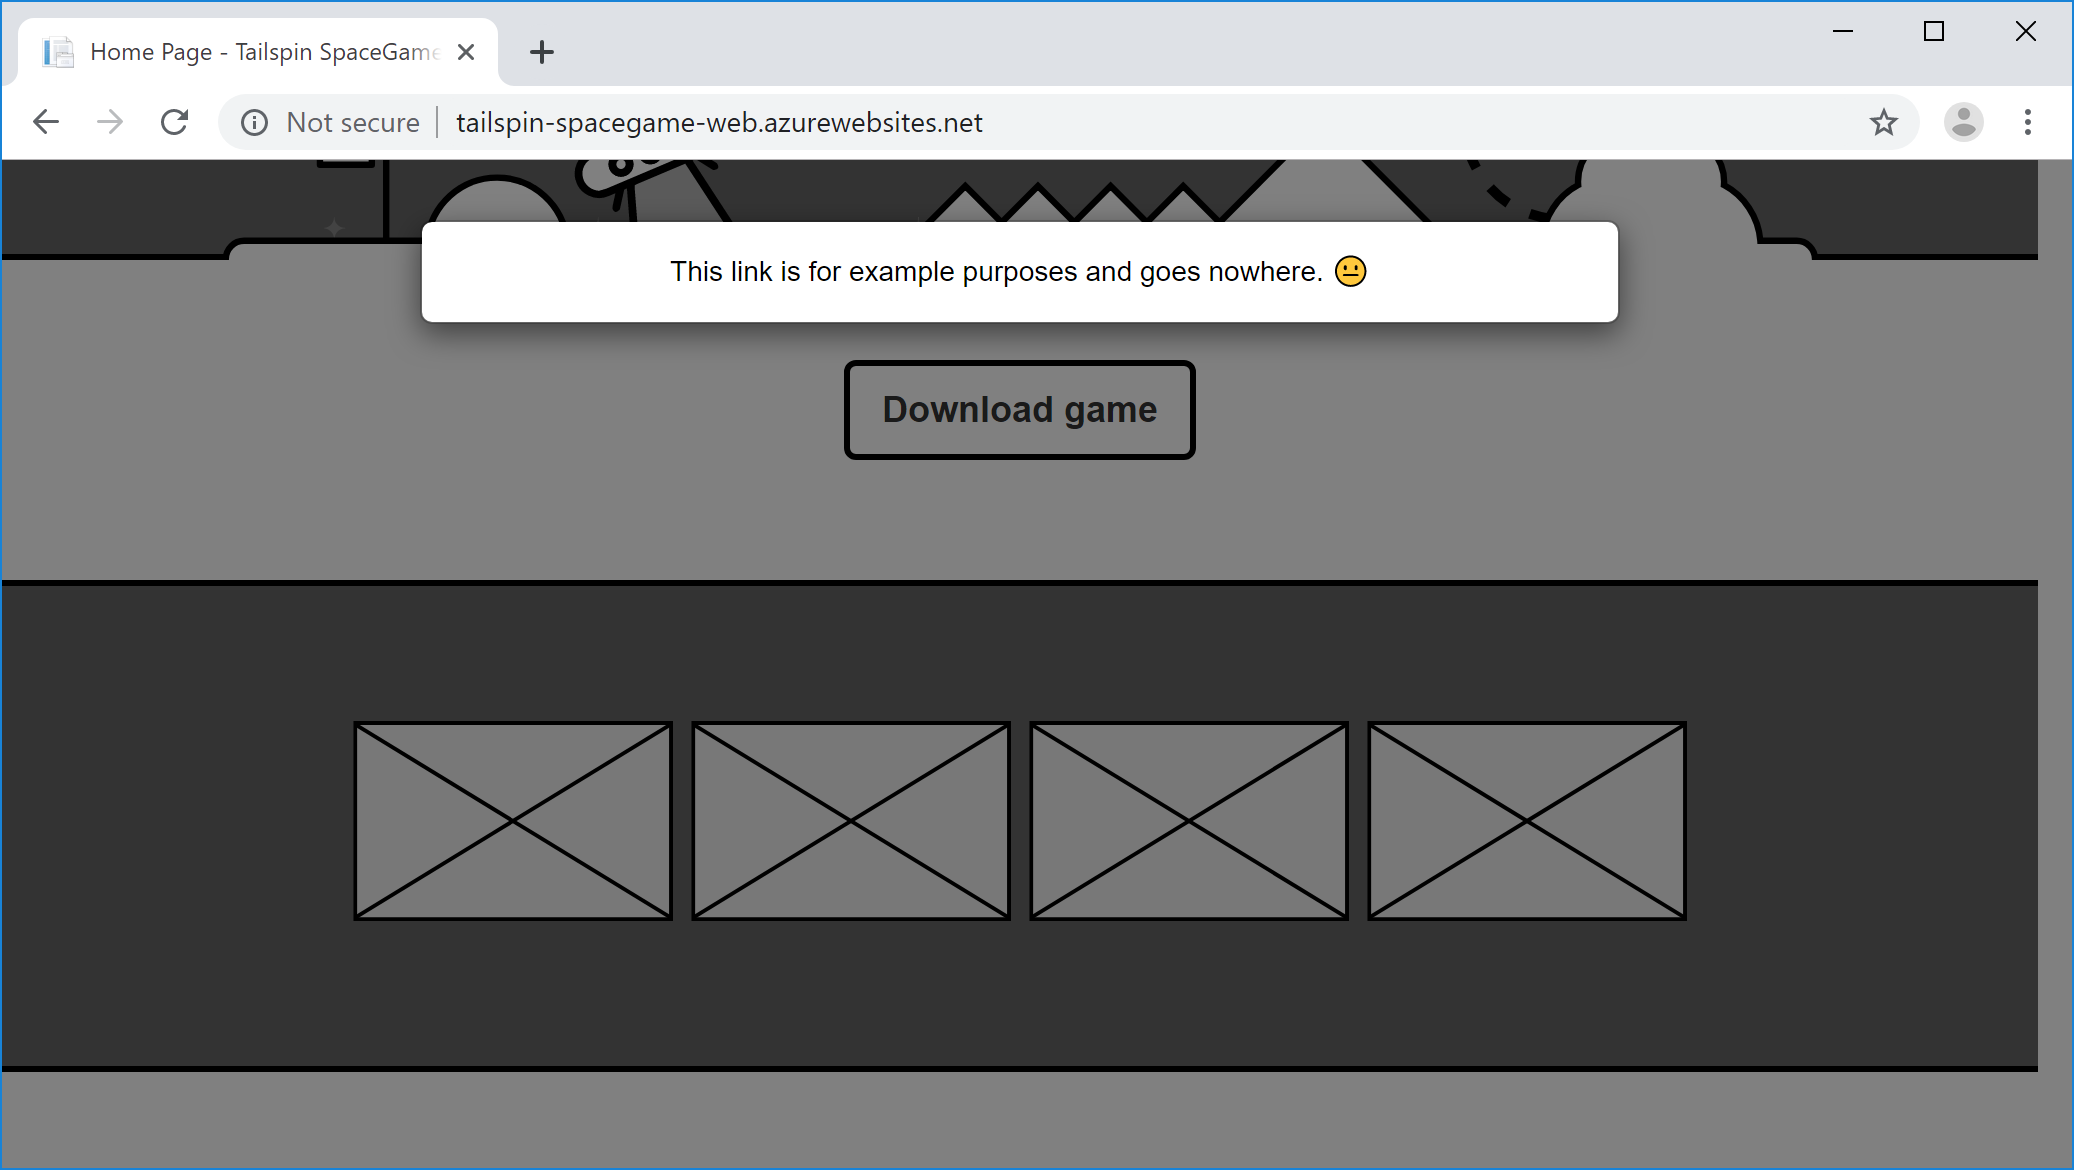 Home Page - Tailspin SpaceGame
Not secure
tailspin-spacegame-web.azurewebsites.net
This link is for example purposes and goes nowhere. 😐
Download game